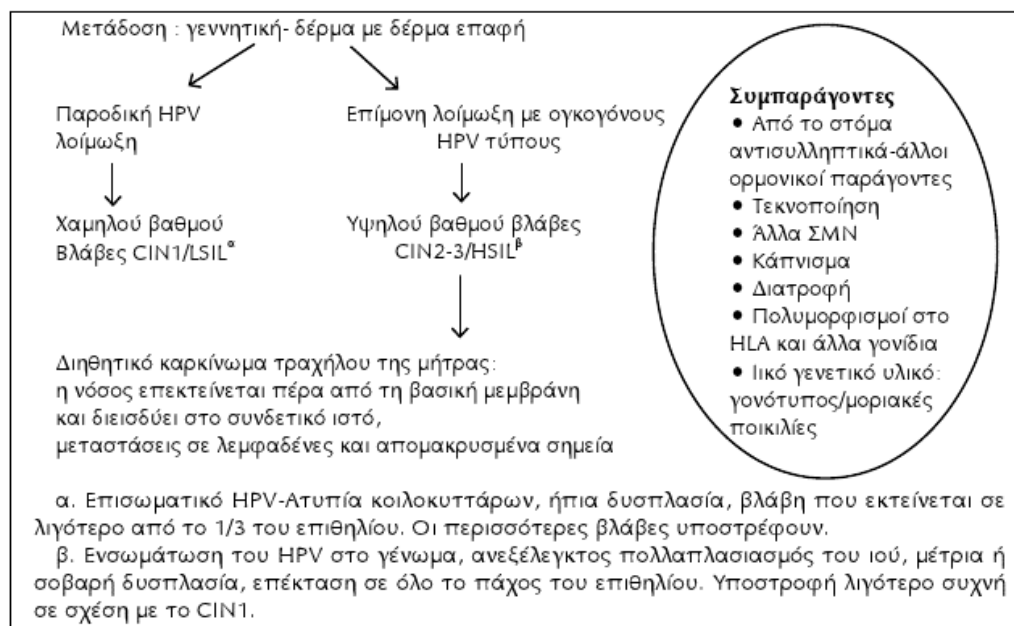 Μετάδοση : γεννητική- δέρμα με δέρμα επαφή
Παροδική HPV
λοίμωξη
Επίμονη λοίμωξη με ογκογόνους
HPV τύπους
Χαμηλού βαθμού
Βλάβες CIN1/LSIL^α
Υψηλού βαθμού βλάβες
CIN2-3/HSIL^β
Διηθητικό καρκίνωμα τραχήλου της μήτρας:
η νόσος επεκτείνεται πέρα από τη βασική μεμβράνη
και διεισδύει στο συνδετικό ιστό,
μεταστάσεις σε λεμφαδένες και απομακρυσμένα σημεία
Συμπαράγοντες
• Από το στόμα
αντισυλληπτικά-άλλοι
ορμονικοί παράγοντες
• Τεκνοποίηση
• Άλλα ΣΜΝ
• Κάπνισμα
• Διατροφή
• Πολυμορφισμοί στο
HLA και άλλα γονίδια
• Ιικό γενετικό υλικό:
γονότυπος/μοριακές
ποικιλίες
α. Επισωματικό HPV-Ατυπία κοιλοκυττάρων, ήπια δυσπλασία, βλάβη που εκτείνεται σε
λιγότερο από το 1/3 του επιθηλίου. Οι περισσότερες βλάβες υποστρέφουν.
β. Ενσωμάτωση του HPV στο γένωμα, ανεξέλεγκτος πολλαπλασιασμός του ιού, μέτρια ή
σοβαρή δυσπλασία, επέκταση σε όλο το πάχος του επιθηλίου. Υποστροφή λιγότερο συχνή
σε σχέση με το CIN1.